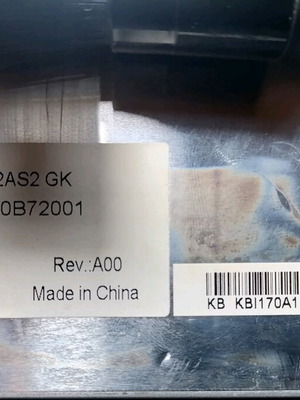 2AS2 GK
0B72001
Rev.:A00
Made in China
KB KBI170A1